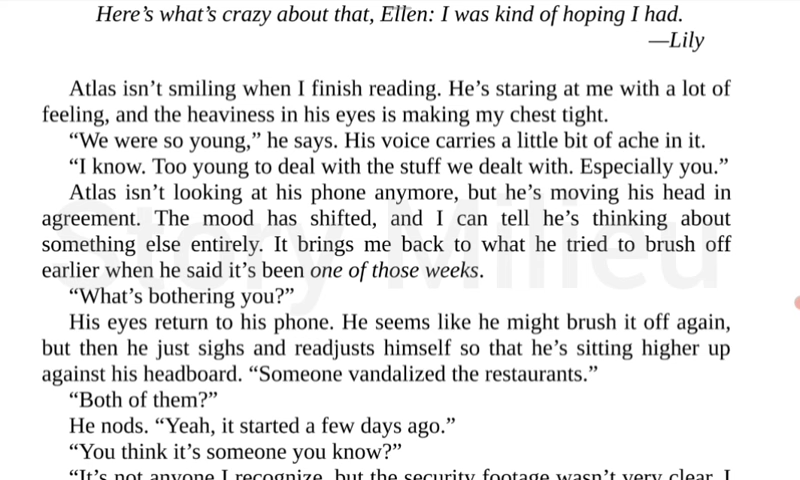 Here’s what’s crazy about that, Ellen: I was kind of hoping I had.
—Lily
Atlas isn’t smiling when I finish reading. He’s staring at me with a lot of
feeling, and the heaviness in his eyes is making my chest tight.
“We were so young,” he says. His voice carries a little bit of ache in it.
“I know. Too young to deal with the stuff we dealt with. Especially you.”
Atlas isn’t looking at his phone anymore, but he’s moving his head in
agreement. The mood has shifted, and I can tell he’s thinking about
something else entirely. It brings me back to what he tried to brush off
earlier when he said it’s been one of those weeks.
“What’s bothering you?”
His eyes return to his phone. He seems like he might brush it off again,
but then he just sighs and readjusts himself so that he’s sitting higher up
against his headboard. “Someone vandalized the restaurants.”
“Both of them?”
He nods. “Yeah, it started a few days ago.”
“You think it’s someone you know?”
“It’s not anyone I recognize, but the security footage wasn’t very clear. I
Story Milieu